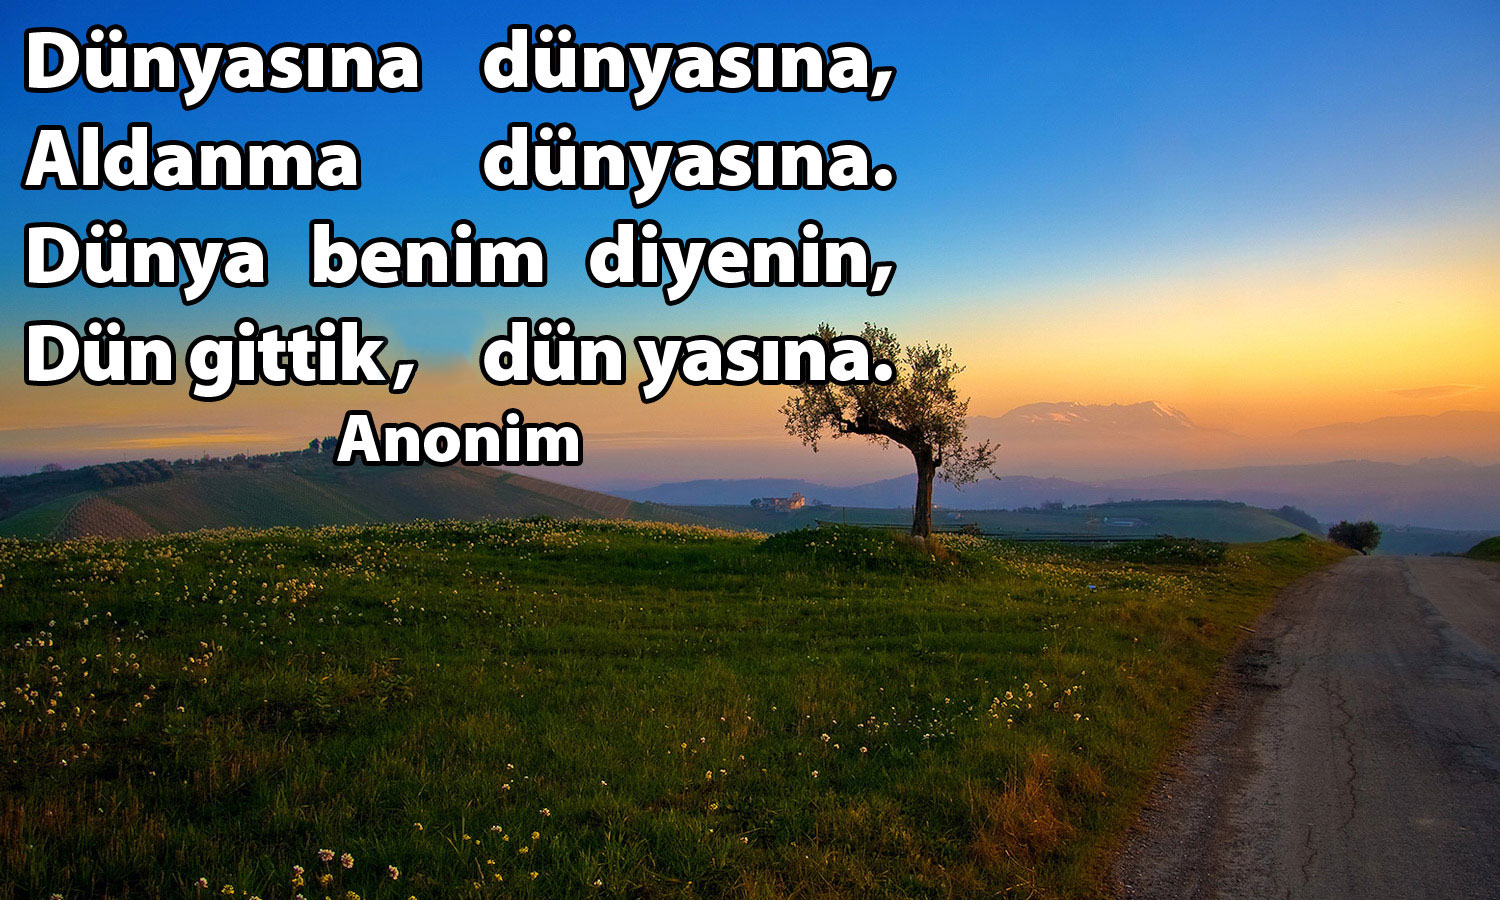 Dünyasına dünyasına,
Aldanma dünyasına.
Dünya benim diyenin,
Dün gittik, dün yasına.
Anonim